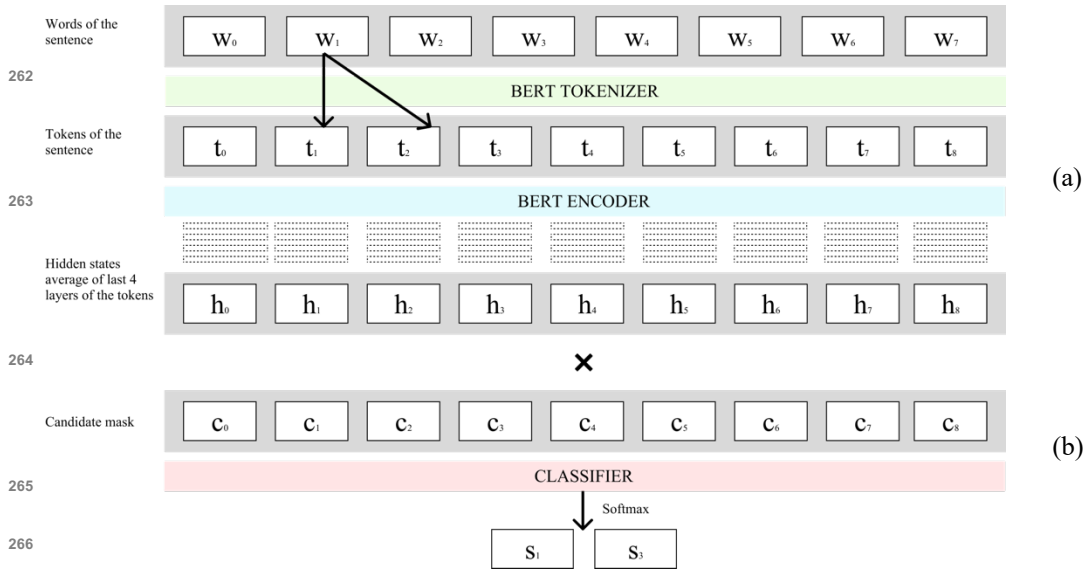 Words of the
sentence
w₀ w₁ w₂ w₃ w₄ w₅ w₆ w₇
262
BERT TOKENIZER
Tokens of the
sentence
t₀ t₁ t₂ t₃ t₄ t₅ t₆ t₇ t₈
(a)
263
BERT ENCODER
Hidden states
average of last 4
layers of the tokens
h₀ h₁ h₂ h₃ h₄ h₅ h₆ h₇ h₈
264
×
Candidate mask
c₀ c₁ c₂ c₃ c₄ c₅ c₆ c₇ c₈
(b)
265
CLASSIFIER
Softmax
266
s₁ s₃